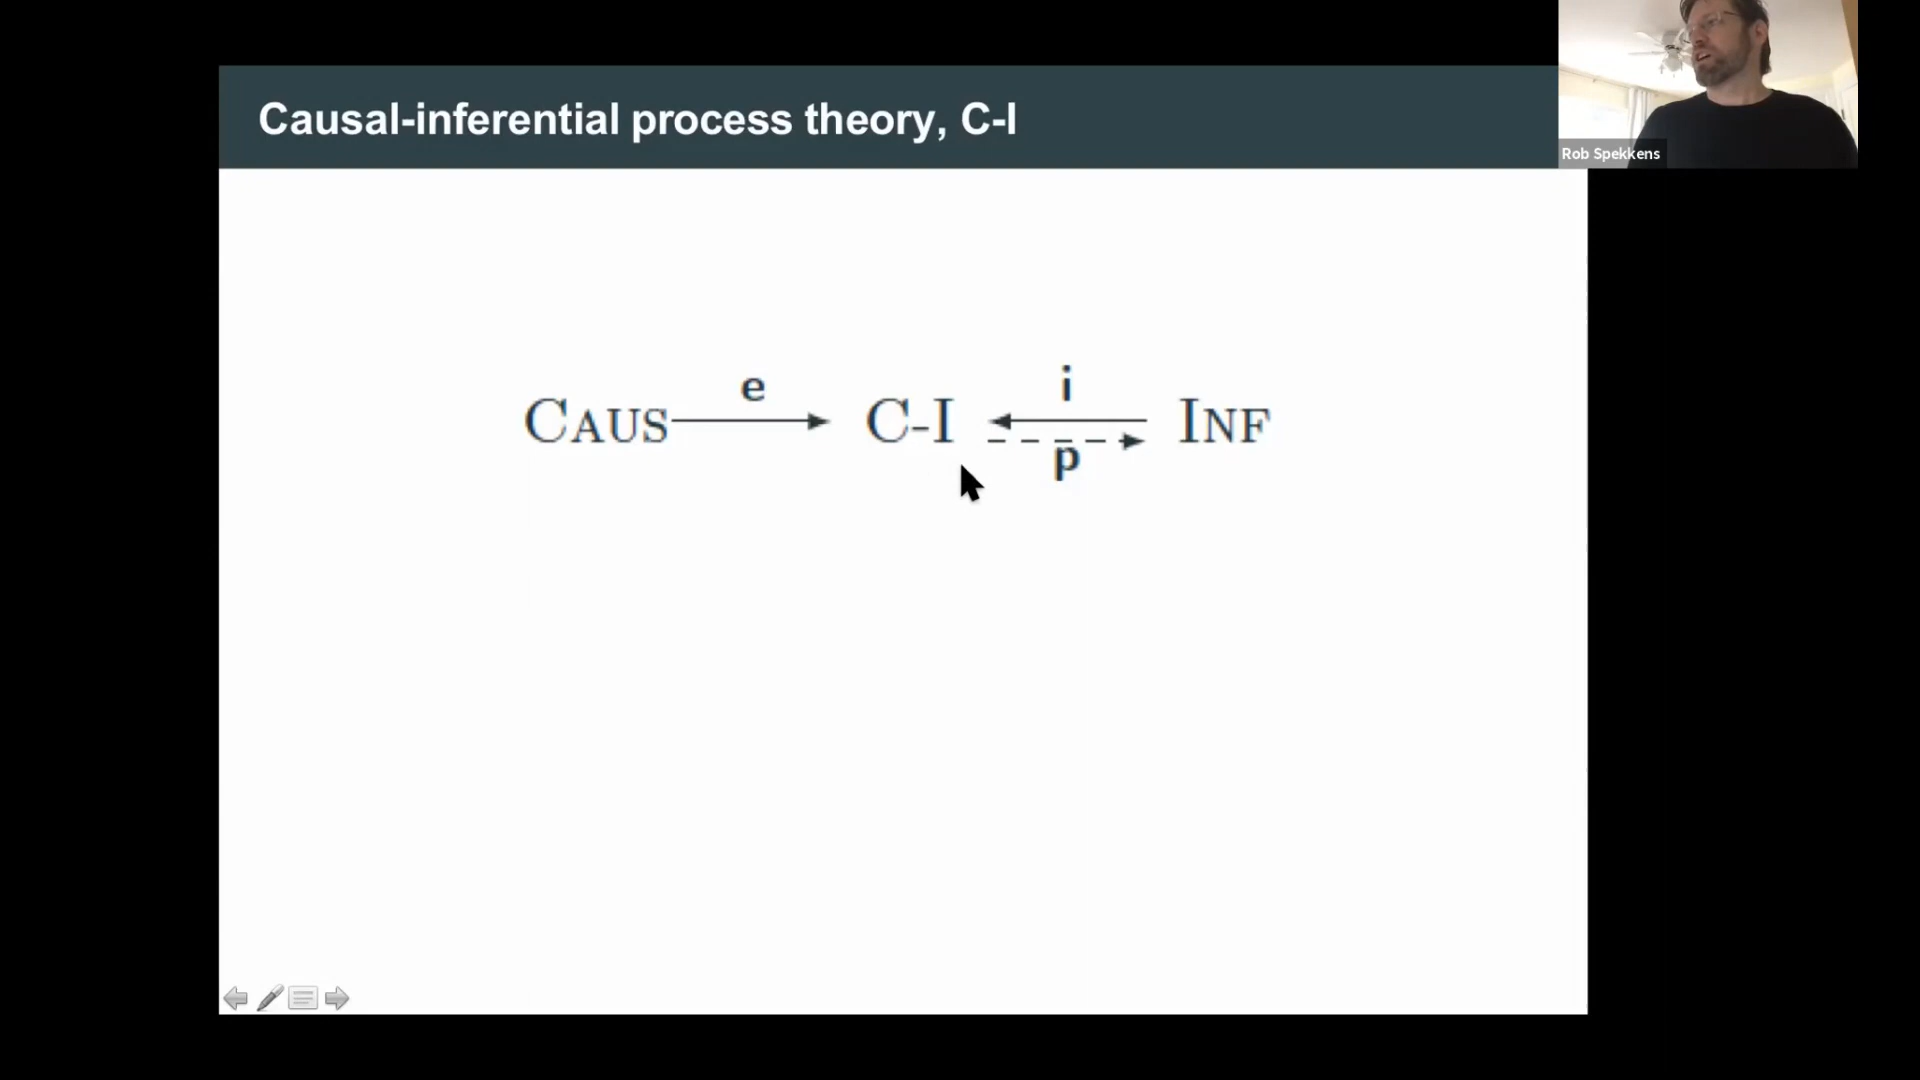 Causal-inferential process theory, C-I
Rob Spekkens
e
i
CAUS C-I INF
p